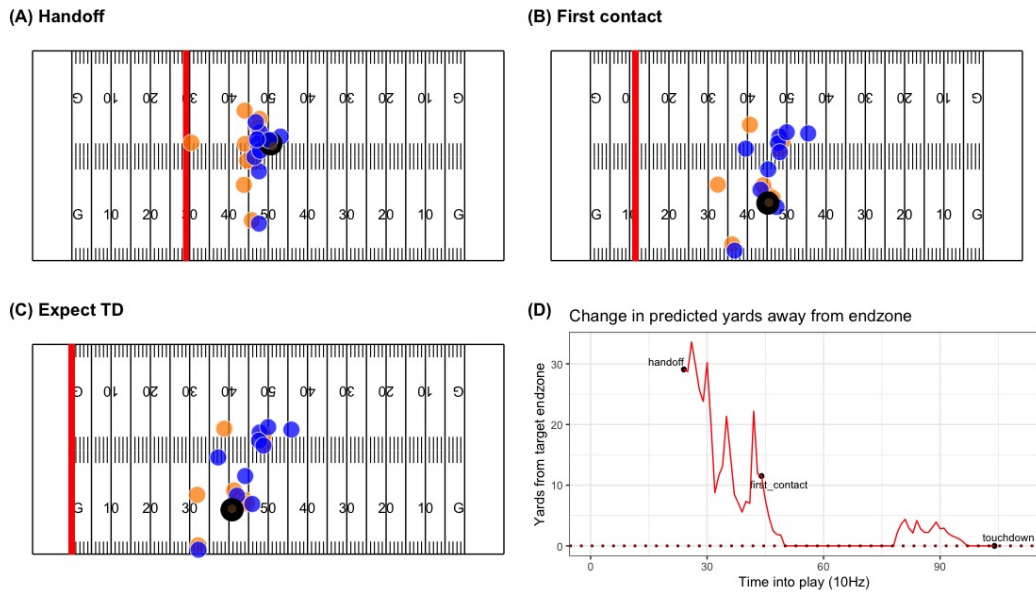 (A) Handoff
G 10 20 30 40 50 40 30 20 10 G
G 10 20 30 40 50 40 30 20 10 G
(B) First contact
G 10 20 30 40 50 40 30 20 10 G
G 10 20 30 40 50 40 30 20 10 G
(C) Expect TD
G 10 20 30 40 50 40 30 20 10 G
G 10 20 30 40 50 40 30 20 10 G
(D)
Change in predicted yards away from endzone
Yards from target endzone
30
20
10
0
handoff
first_contact
touchdown
0 30 60 90
Time into play (10Hz)